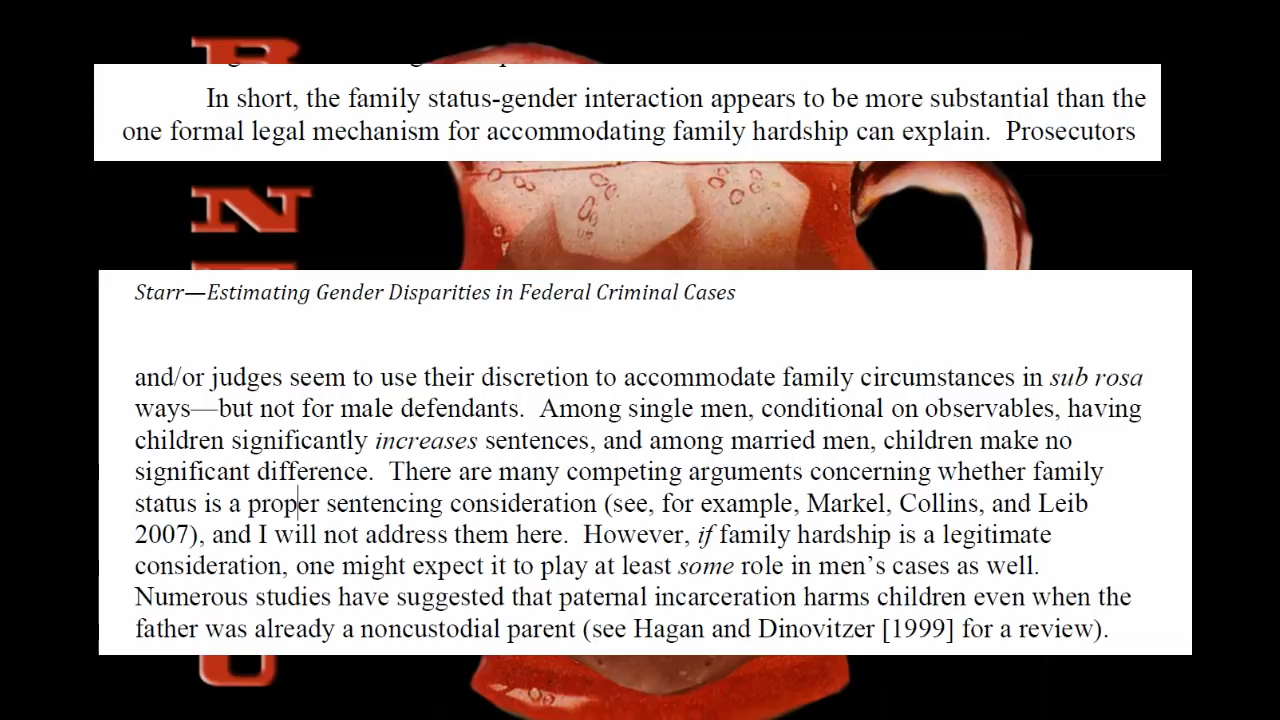 In short, the family status-gender interaction appears to be more substantial than the
one formal legal mechanism for accommodating family hardship can explain. Prosecutors
N
Starr—Estimating Gender Disparities in Federal Criminal Cases
and/or judges seem to use their discretion to accommodate family circumstances in sub rosa
ways—but not for male defendants. Among single men, conditional on observables, having
children significantly increases sentences, and among married men, children make no
significant difference. There are many competing arguments concerning whether family
status is a proper sentencing consideration (see, for example, Markel, Collins, and Leib
2007), and I will not address them here. However, if family hardship is a legitimate
consideration, one might expect it to play at least some role in men's cases as well.
Numerous studies have suggested that paternal incarceration harms children even when the
father was already a noncustodial parent (see Hagan and Dinovitzer [1999] for a review).